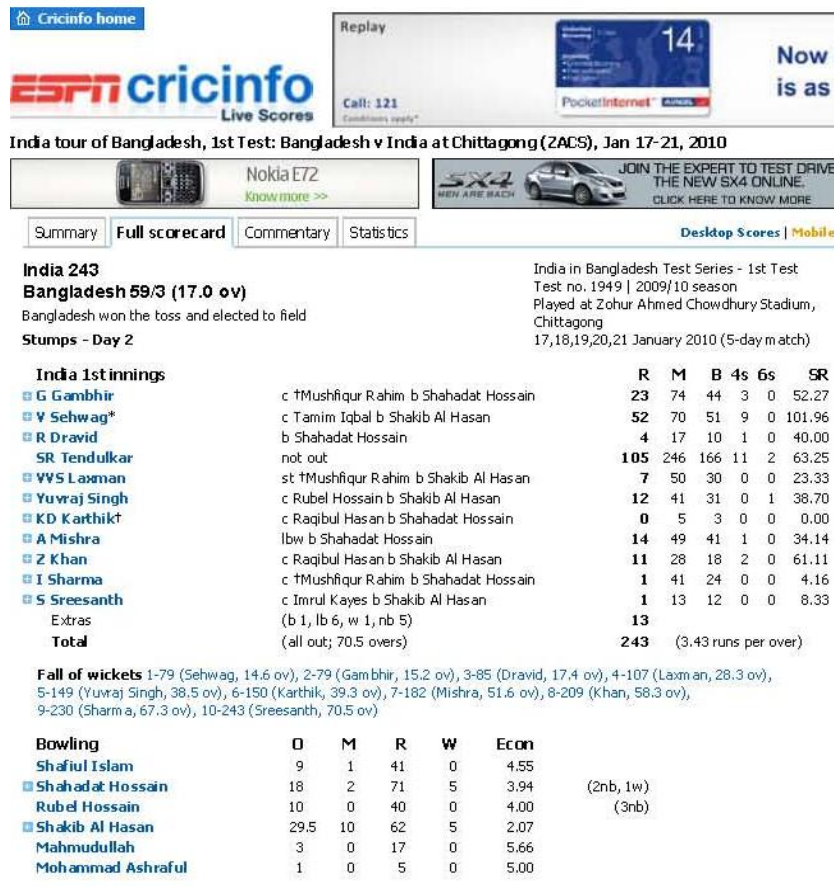 Cricinfo home
Replay
14
Now
is as
ESPN cricinfo
Live Scores
Call: 121
Conditions apply*
PocketInternet
India tour of Bangladesh, 1st Test: Bangladesh v India at Chittagong (ZACS), Jan 17-21, 2010
Nokia E72
Know more >>
SX4
MEN ARE BACK
JOIN THE EXPERT TO TEST DRIVE
THE NEW SX4 ONLINE.
CLICK HERE TO KNOW MORE
Summary Full scorecard Commentary Statistics Desktop Scores | Mobile
India 243
Bangladesh 59/3 (17.0 ov)
Bangladesh won the toss and elected to field
Stumps - Day 2
India in Bangladesh Test Series - 1st Test
Test no. 1949 | 2009/10 season
Played at Zohur Ahmed Chowdhury Stadium,
Chittagong
17,18,19,20,21 January 2010 (5-day match)
India 1st innings R M B 4s 6s SR
G Gambhir c †Mushfiqur Rahim b Shahadat Hossain 23 74 44 3 0 52.27
V Sehwag* c Tamim Iqbal b Shakib Al Hasan 52 70 51 9 0 101.96
R Dravid b Shahadat Hossain 4 17 10 1 0 40.00
SR Tendulkar not out 105 246 166 11 2 63.25
VVS Laxman st †Mushfiqur Rahim b Shakib Al Hasan 7 50 30 0 0 23.33
Yuvraj Singh c Rubel Hossain b Shakib Al Hasan 12 41 31 0 1 38.70
KD Karthik† c Raqibul Hasan b Shahadat Hossain 0 5 3 0 0 0.00
A Mishra lbw b Shahadat Hossain 14 49 41 1 0 34.14
Z Khan c Raqibul Hasan b Shakib Al Hasan 11 28 18 2 0 61.11
I Sharma c †Mushfiqur Rahim b Shahadat Hossain 1 41 24 0 0 4.16
S Sreesanth c Imrul Kayes b Shakib Al Hasan 1 13 12 0 0 8.33
Extras (b 1, lb 6, w 1, nb 5) 13
Total (all out; 70.5 overs) 243 (3.43 runs per over)
Fall of wickets 1-79 (Sehwag, 14.6 ov), 2-79 (Gambhir, 15.2 ov), 3-85 (Dravid, 17.4 ov), 4-107 (Laxman, 28.3 ov),
5-149 (Yuvraj Singh, 38.5 ov), 6-150 (Karthik, 39.3 ov), 7-182 (Mishra, 51.6 ov), 8-209 (Khan, 58.3 ov),
9-230 (Sharma, 67.3 ov), 10-243 (Sreesanth, 70.5 ov)
Bowling O M R W Econ
Shafiul Islam 9 1 41 0 4.55
Shahadat Hossain 18 2 71 5 3.94 (2nb, 1w)
Rubel Hossain 10 0 40 0 4.00 (3nb)
Shakib Al Hasan 29.5 10 62 5 2.07
Mahmudullah 3 0 17 0 5.66
Mohammad Ashraful 1 0 5 0 5.00